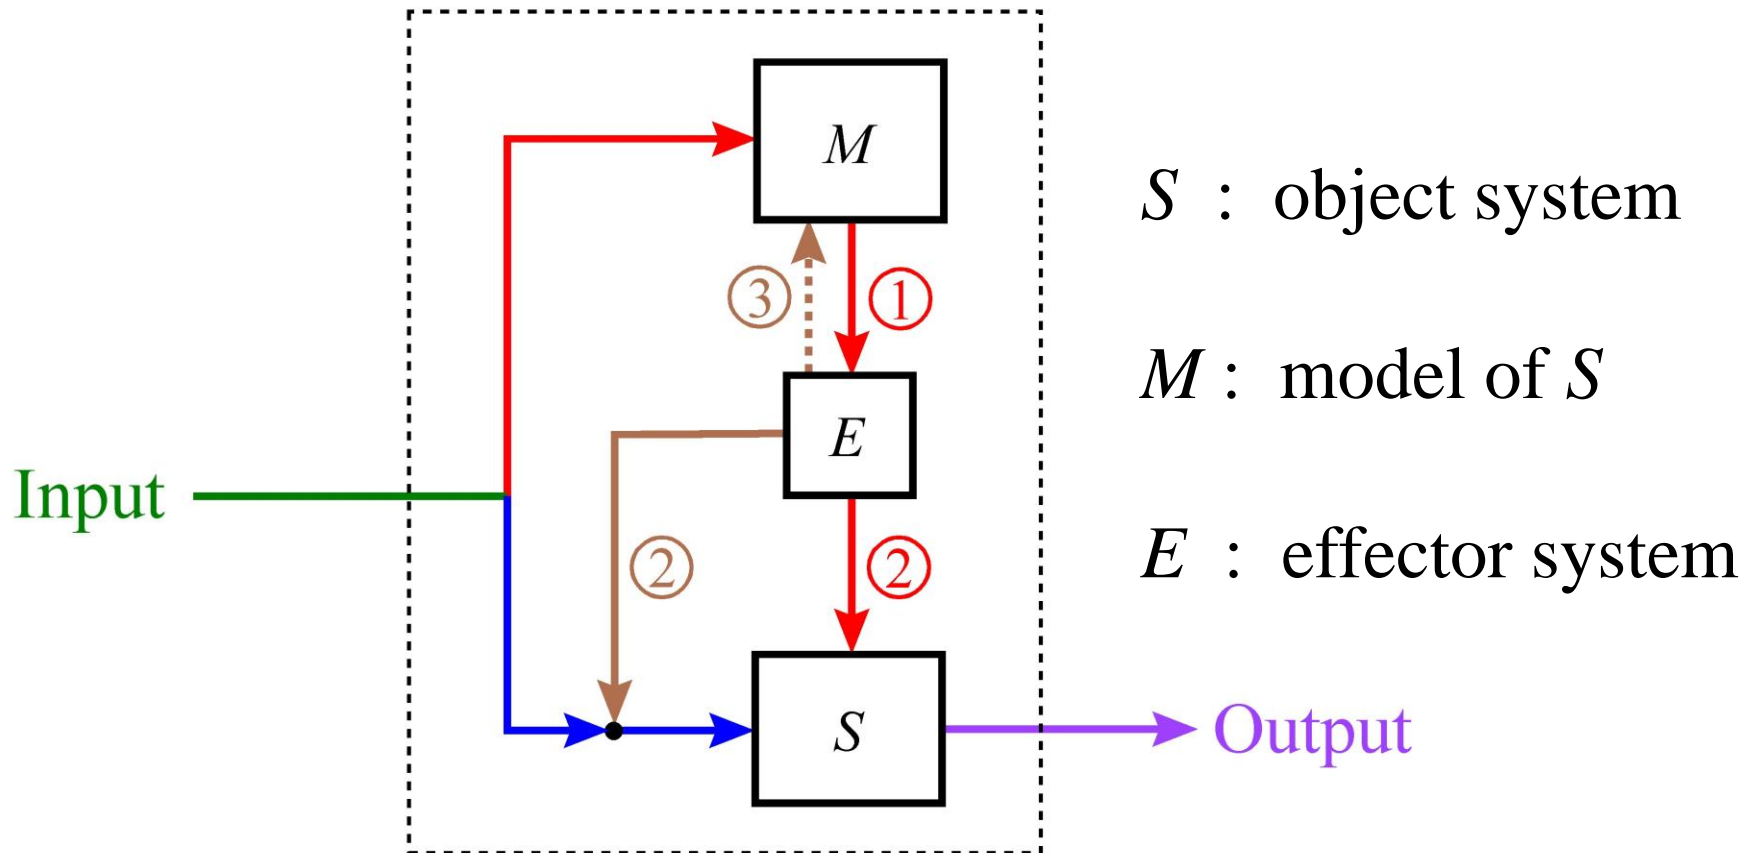 M
S : object system
③ ①
M : model of S
E
Input
② ②
E : effector system
S
Output